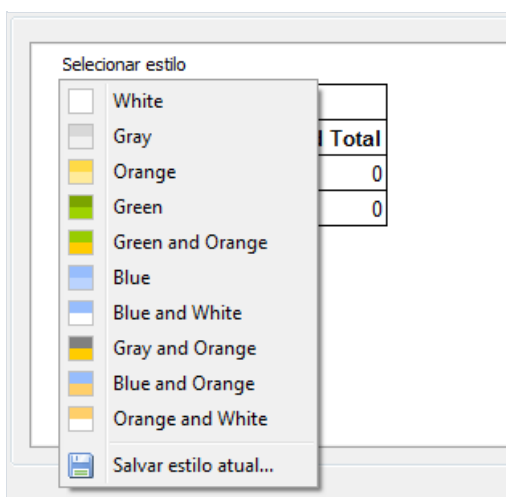 Selecionar estilo
White
Gray
Total
Orange
0
Green
0
Green and Orange
Blue
Blue and White
Gray and Orange
Blue and Orange
Orange and White
Salvar estilo atual...